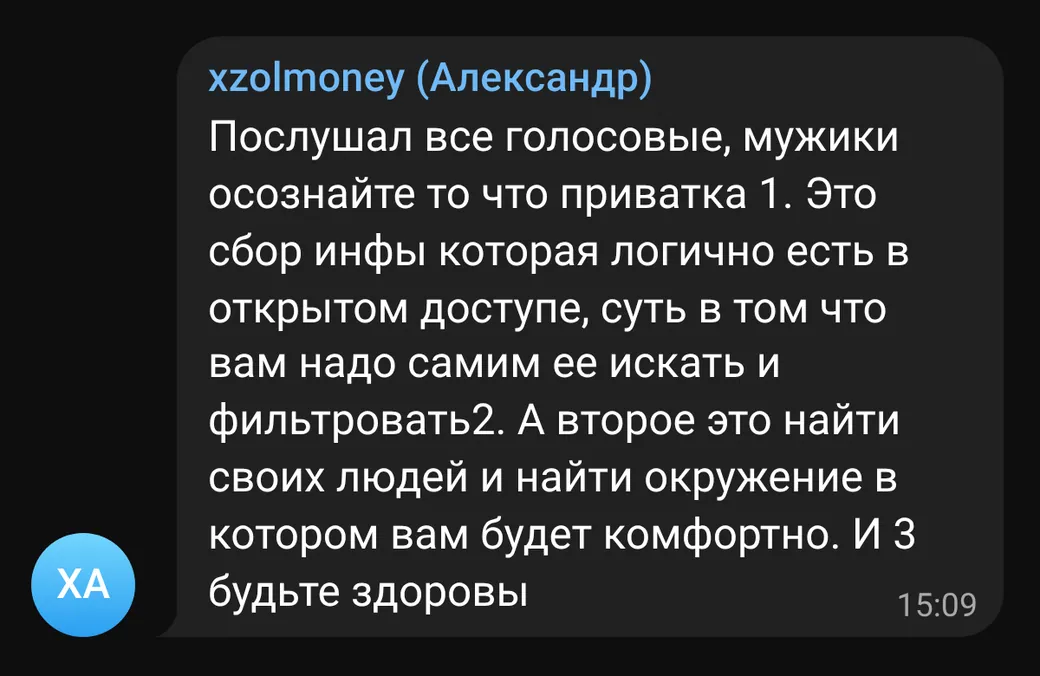 xzolmoney (Александр)
Послушал все голосовые, мужики
осознайте то что приватка 1. Это
сбор инфы которая логично есть в
открытом доступе, суть в том что
вам надо самим ее искать и
фильтровать2. А второе это найти
своих людей и найти окружение в
котором вам будет комфортно. И 3
будьте здоровы
15:09
XA